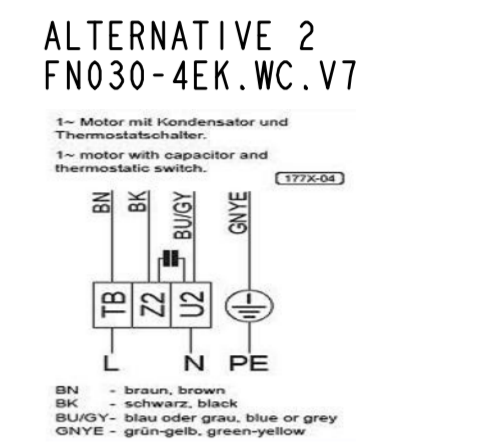 ALTERNATIVE 2
FN030-4EK.WC.V7
1~ Motor mit Kondensator und
Thermostatschalter.
1~ motor with capacitor and
thermostatic switch.
177X-04
BN BK BU/GY GNYE
TB Z2 U2
L N PE
BN - braun, brown
BK - schwarz, black
BU/GY- blau oder grau, blue or grey
GNYE - grün-gelb, green-yellow